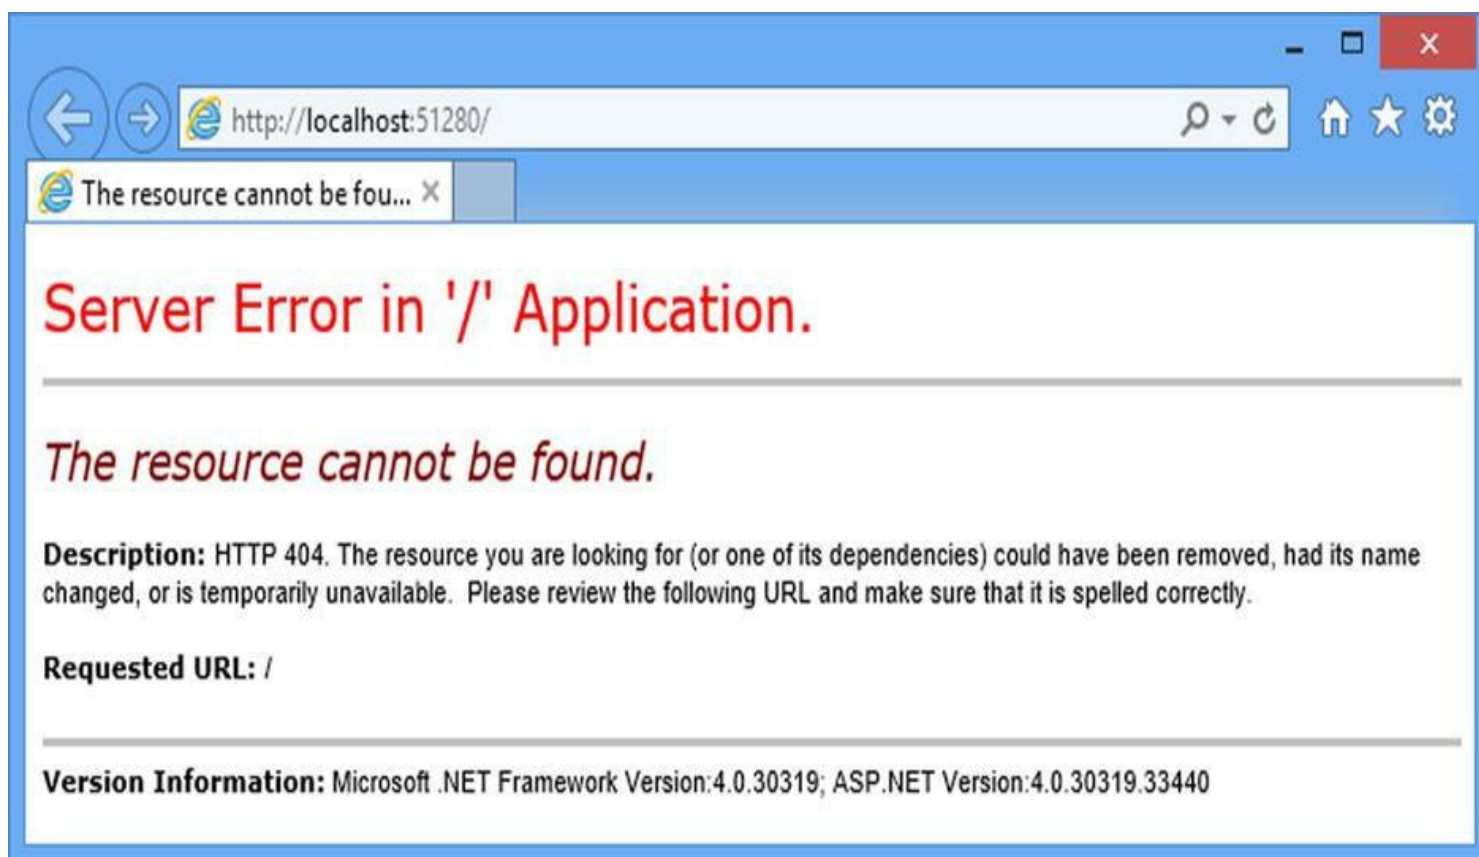 http://localhost:51280/
The resource cannot be fou...
Server Error in '/' Application.
The resource cannot be found.
Description: HTTP 404. The resource you are looking for (or one of its dependencies) could have been removed, had its name
changed, or is temporarily unavailable.  Please review the following URL and make sure that it is spelled correctly.
Requested URL: /
Version Information: Microsoft .NET Framework Version:4.0.30319; ASP.NET Version:4.0.30319.33440